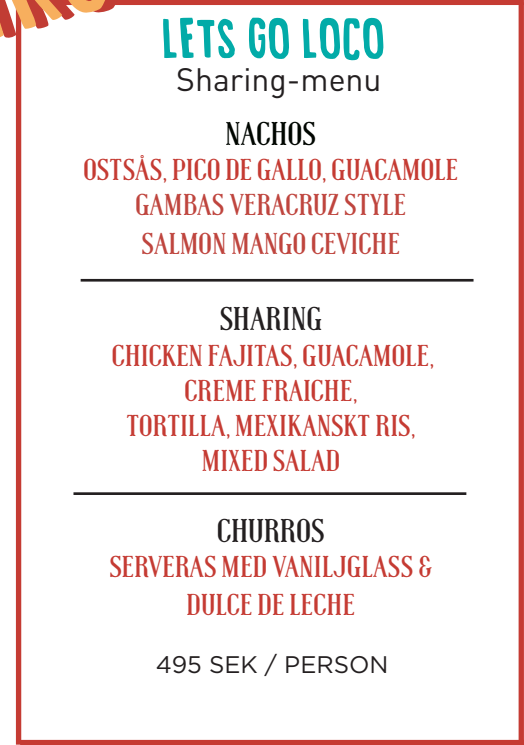 LETS GO LOCO
Sharing-menu
NACHOS
OSTSÅS, PICO DE GALLO, GUACAMOLE
GAMBAS VERACRUZ STYLE
SALMON MANGO CEVICHE
SHARING
CHICKEN FAJITAS, GUACAMOLE,
CREME FRAICHE,
TORTILLA, MEXIKANSKT RIS,
MIXED SALAD
CHURROS
SERVERAS MED VANILJGLASS &
DULCE DE LECHE
495 SEK / PERSON